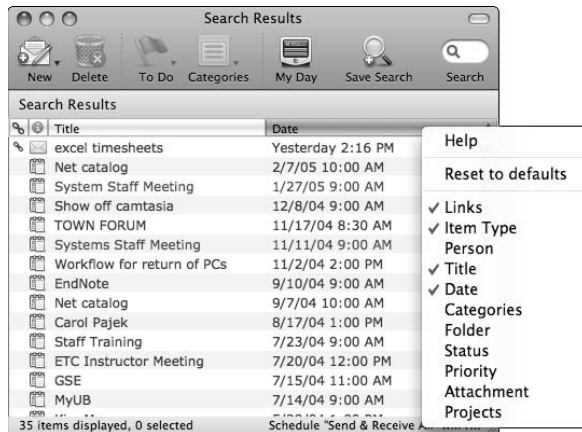 Search Results
New Delete To Do Categories My Day Save Search Search
Search Results
Title Date
excel timesheets Yesterday 2:16 PM
Net catalog 2/7/05 10:00 AM
System Staff Meeting 1/27/05 9:00 AM
Show off camtasia 12/8/04 9:00 AM
TOWN FORUM 11/17/04 8:30 AM
Systems Staff Meeting 11/11/04 9:00 AM
Workflow for return of PCs 11/2/04 2:00 PM
EndNote 9/10/04 9:00 AM
Net catalog 9/7/04 10:00 AM
Carol Pajek 8/17/04 1:00 PM
Staff Training 7/23/04 9:00 AM
ETC Instructor Meeting 7/20/04 12:00 PM
GSE 7/15/04 11:00 AM
MyUB 7/14/04 9:00 AM
35 items displayed, 0 selected Schedule "Send & Receive
Help
Reset to defaults
✓ Links
✓ Item Type
Person
✓ Title
✓ Date
Categories
Folder
Status
Priority
Attachment
Projects